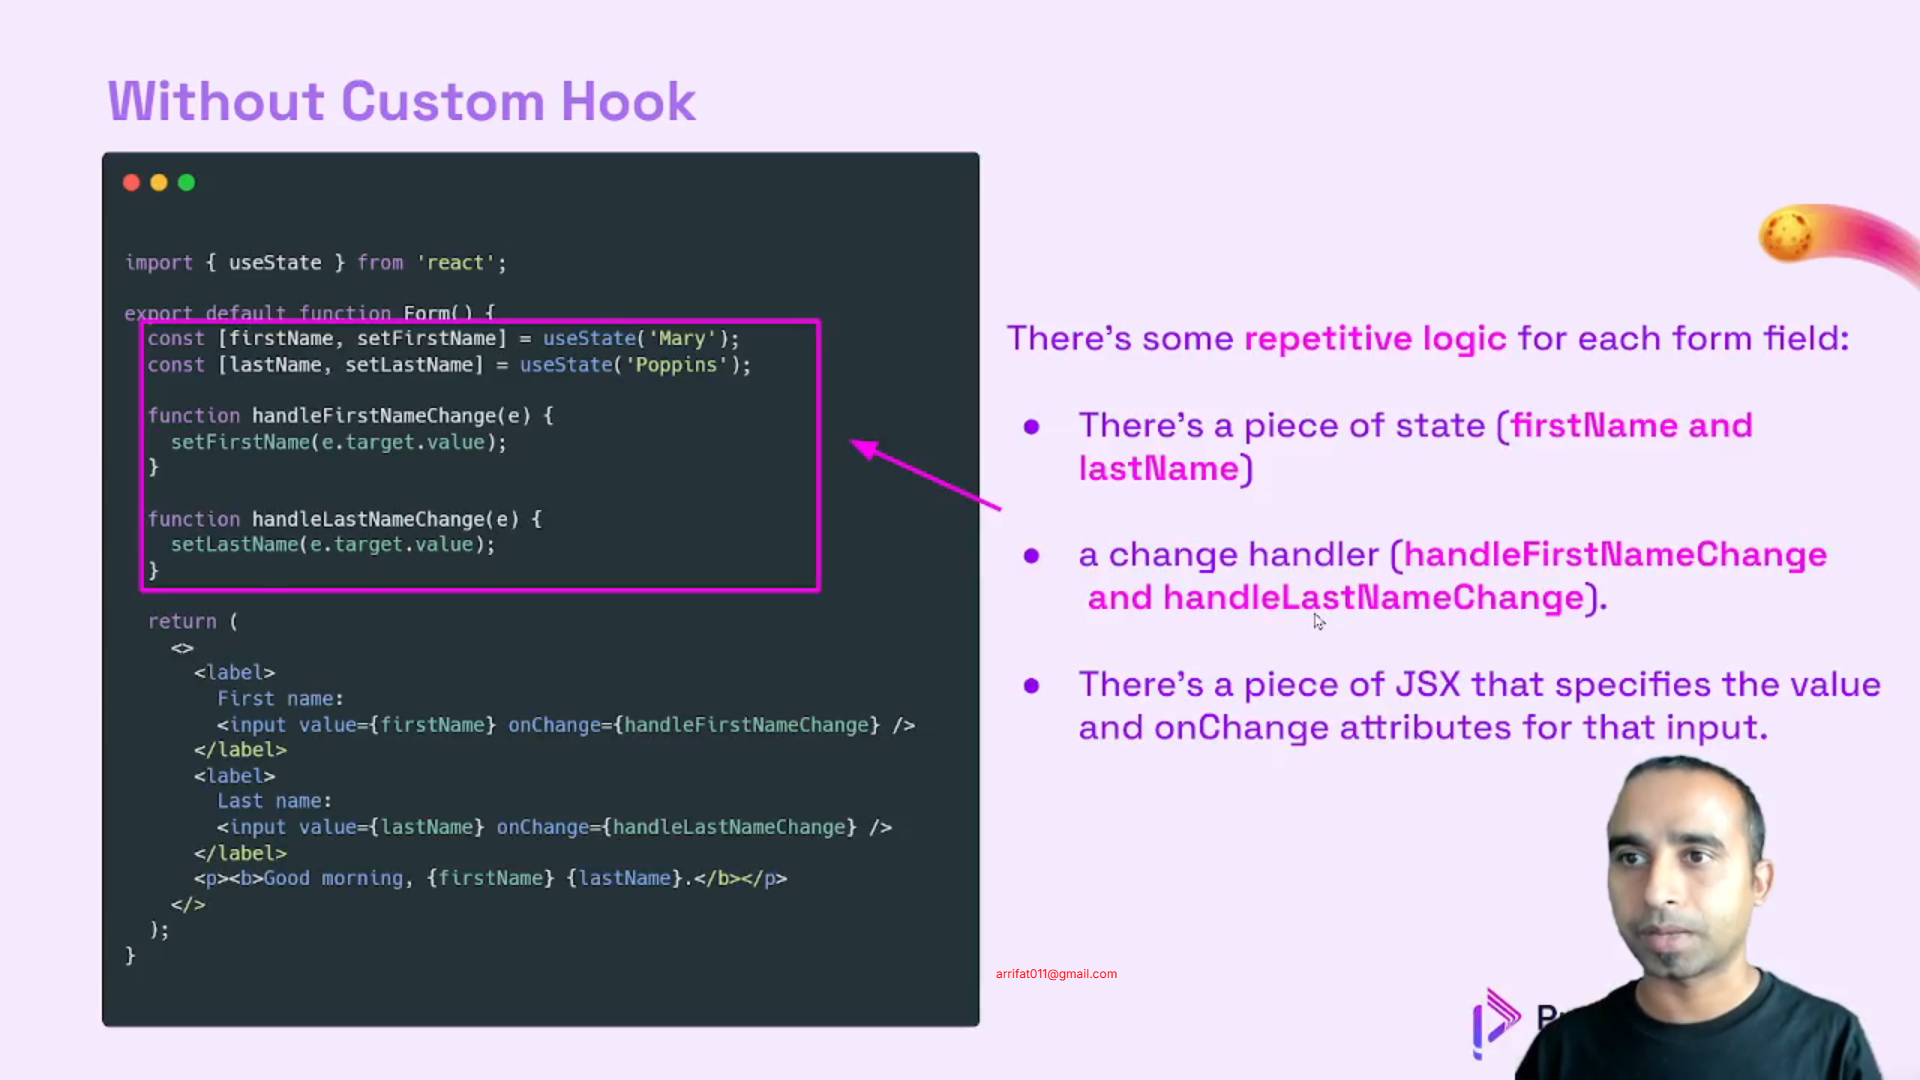 Without Custom Hook
import { useState } from 'react';
export default function Form() {
const [firstName, setFirstName] = useState('Mary');
const [lastName, setLastName] = useState('Poppins');
function handleFirstNameChange(e) {
setFirstName(e.target.value);
}
function handleLastNameChange(e) {
setLastName(e.target.value);
}
return (
<>
<label>
First name:
<input value={firstName} onChange={handleFirstNameChange} />
</label>
<label>
Last name:
<input value={lastName} onChange={handleLastNameChange} />
</label>
<p><b>Good morning, {firstName} {lastName}.</b></p>
</>
);
}
There's some repetitive logic for each form field:
● There's a piece of state (firstName and
lastName)
● a change handler (handleFirstNameChange
and handleLastNameChange).
● There's a piece of JSX that specifies the value
and onChange attributes for that input.
arrifat011@gmail.com